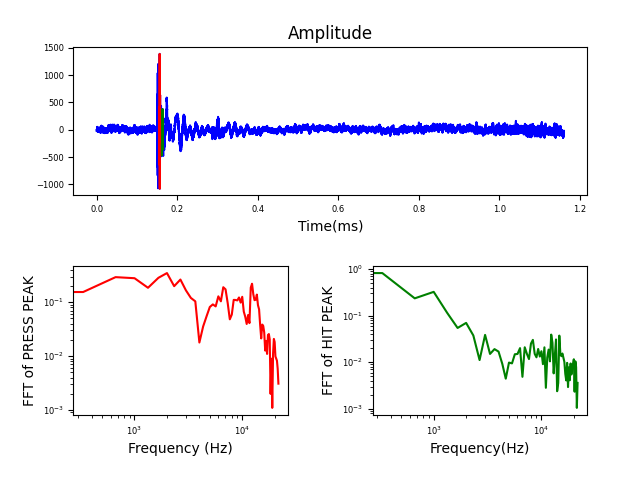 Amplitude
1500
1000
500
0
−500
−1000
0.0 0.2 0.4 0.6 0.8 1.0 1.2
Time(ms)
FFT of PRESS PEAK
10⁻¹
10⁻²
10⁻³
10³ 10⁴
Frequency (Hz)
FFT of HIT PEAK
10⁰
10⁻¹
10⁻²
10⁻³
10³ 10⁴
Frequency(Hz)